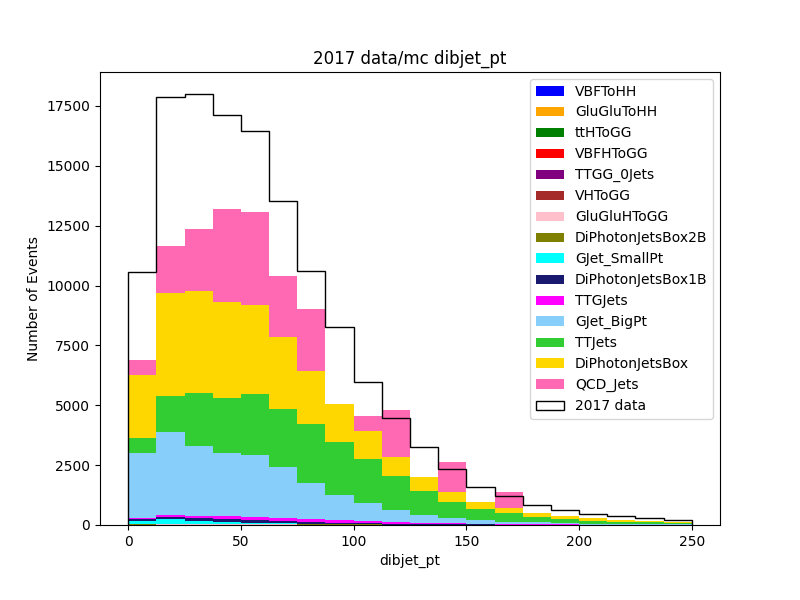 2017 data/mc dibjet_pt
Number of Events
17500
15000
12500
10000
7500
5000
2500
0
0
50
100
150
200
250
dibjet_pt
VBFToHH
GluGluToHH
ttHToGG
VBFHToGG
TTGG_0Jets
VHToGG
GluGluHToGG
DiPhotonJetsBox2B
GJet_SmallPt
DiPhotonJetsBox1B
TTGJets
GJet_BigPt
TTJets
DiPhotonJetsBox
QCD_Jets
2017 data